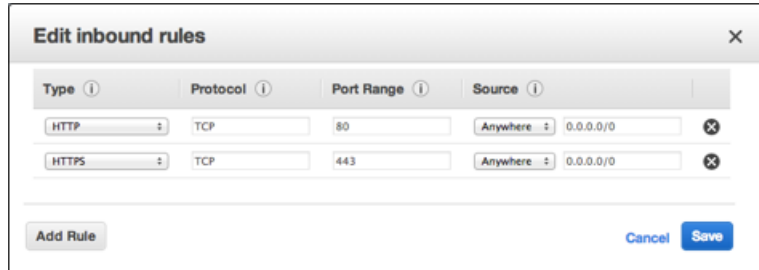 Edit inbound rules
Type Protocol Port Range Source
HTTP TCP 80 Anywhere 0.0.0.0/0
HTTPS TCP 443 Anywhere 0.0.0.0/0
Add Rule Cancel Save